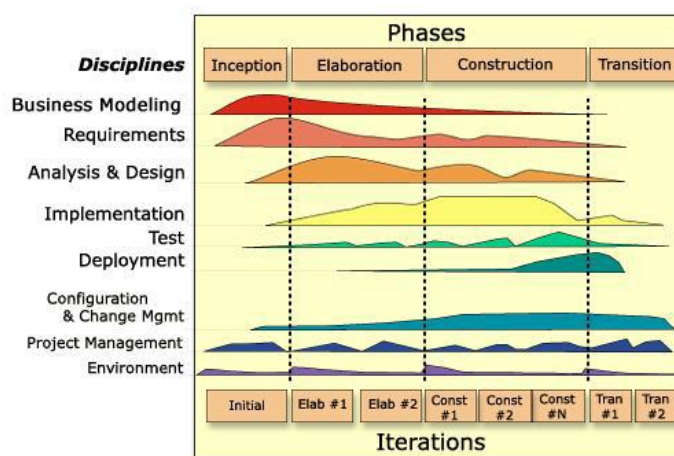 Phases
Disciplines
Inception
Elaboration
Construction
Transition
Business Modeling
Requirements
Analysis & Design
Implementation
Test
Deployment
Configuration
& Change Mgmt
Project Management
Environment
Initial
Elab #1
Elab #2
Const
#1
Const
#2
Const
#N
Tran
#1
Tran
#2
Iterations